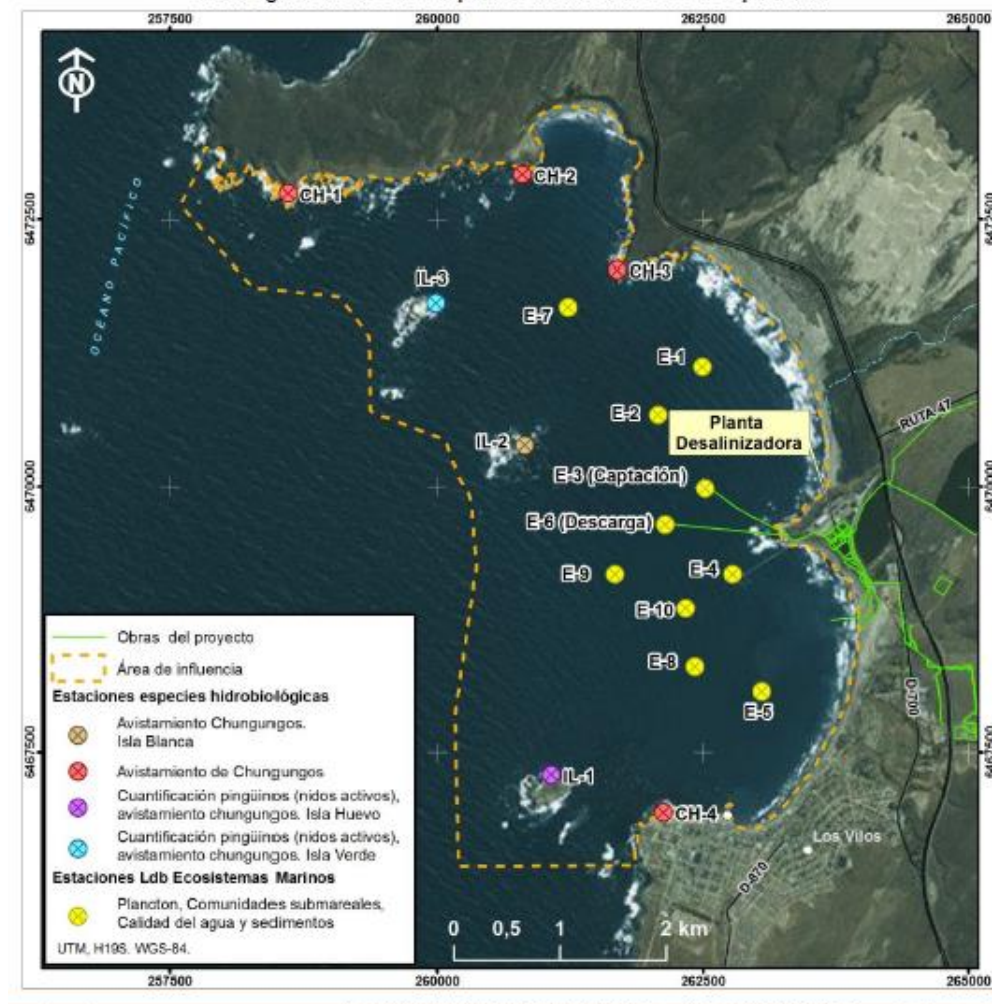 257500 260000 262500 265000
N
CH-1
CH-2
CH-3
6472500
6472500
OCÉANO PACÍFICO
IL-3
E-7
E-1
E-2
Planta
Desalinizadora
RUTA 47
IL-2
E-3 (Captación)
6470000
6470000
E-6 (Descarga)
E-9
E-4
E-10
E-8
E-5
D-700
6467500
6467500
IL-1
CH-4
Los Vilos
D-870
Obras del proyecto
Área de influencia
Estaciones especies hidrobiológicas
Avistamiento Chungungos.
Isla Blanca
Avistamiento de Chungungos
Cuantificación pingüinos (nidos activos),
avistamiento chungungos. Isla Huevo
Cuantificación pingüinos (nidos activos),
avistamiento chungungos. Isla Verde
Estaciones Ldb Ecosistemas Marinos
Plancton, Comunidades submareales,
Calidad del agua y sedimentos
UTM, H19S. WGS-84.
0 0,5 1 2 km
257500 260000 262500 265000